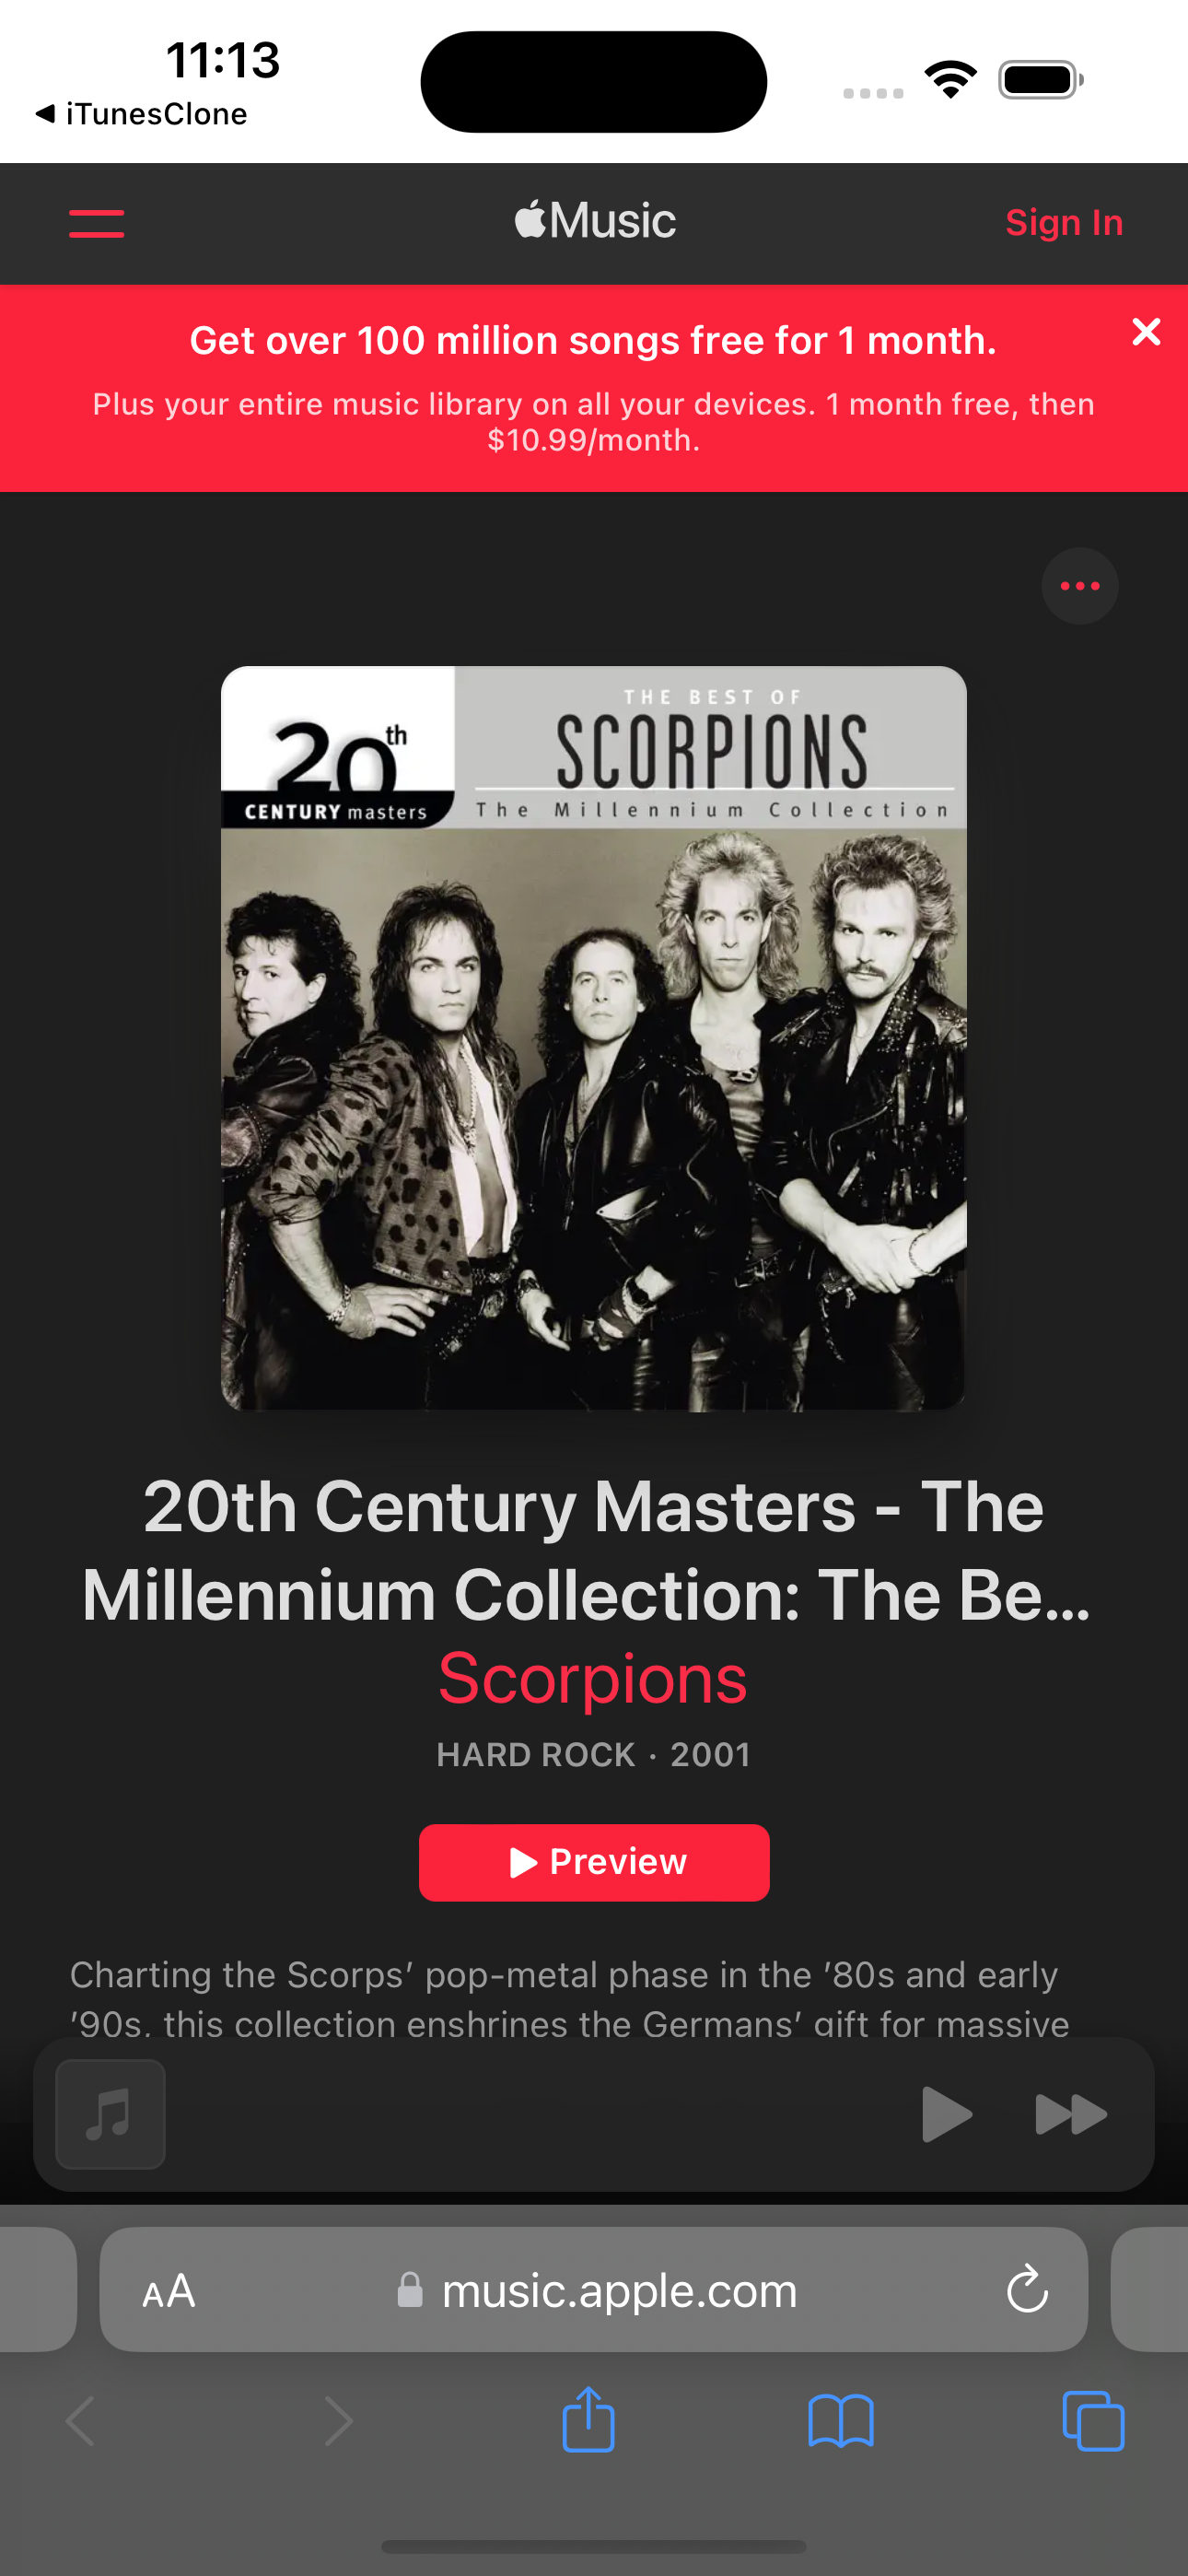 11:13
◀ iTunesClone
Music
Sign In
Get over 100 million songs free for 1 month.
Plus your entire music library on all your devices. 1 month free, then
$10.99/month.
THE BEST OF
20th
SCORPIONS
CENTURY masters
The Millennium Collection
20th Century Masters - The
Millennium Collection: The Be...
Scorpions
HARD ROCK · 2001
Preview
Charting the Scorps’ pop-metal phase in the ’80s and early
’90s, this collection enshrines the Germans’ gift for massive
AA
music.apple.com